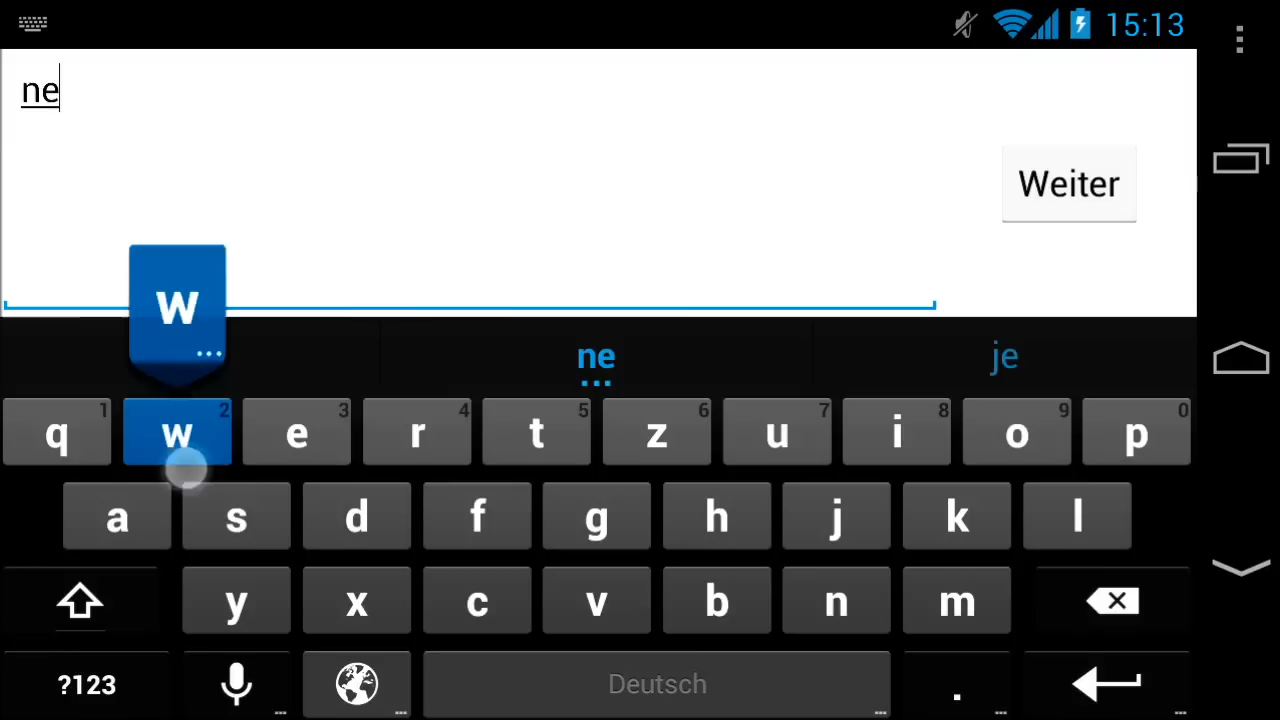 15:13
ne
Weiter
w
ne je
1 2 3 4 5 6 7 8 9 0
q w e r t z u i o p
a s d f g h j k l
y x c v b n m
?123 Deutsch .